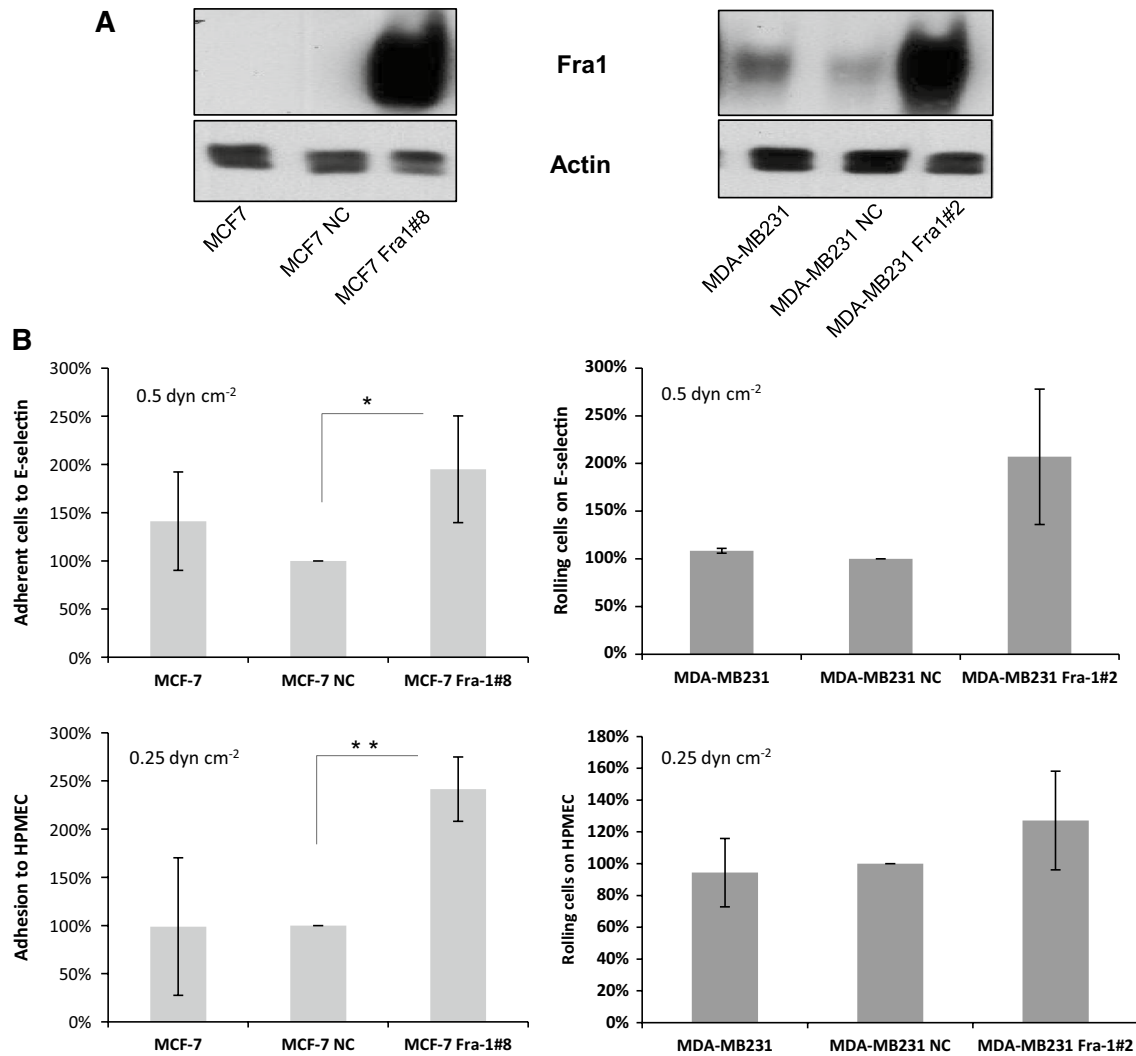 A
Fra1
Actin
MCF7
MCF7 NC
MCF7 Fra1#8
MDA-MB231
MDA-MB231 NC
MDA-MB231 Fra1#2
B
300%
250%
200%
150%
100%
50%
0%
Adherent cells to E-selectin
0.5 dyn cm-2
*
MCF-7
MCF-7 NC
MCF-7 Fra-1#8
300%
250%
200%
150%
100%
50%
0%
Rolling cells on E-selectin
0.5 dyn cm-2
MDA-MB231
MDA-MB231 NC
MDA-MB231 Fra-1#2
300%
250%
200%
150%
100%
50%
0%
Adhesion to HPMEC
0.25 dyn cm-2
* *
MCF-7
MCF-7 NC
MCF-7 Fra-1#8
180%
160%
140%
120%
100%
80%
60%
40%
20%
0%
Rolling cells on HPMEC
0.25 dyn cm-2
MDA-MB231
MDA-MB231 NC
MDA-MB231 Fra-1#2